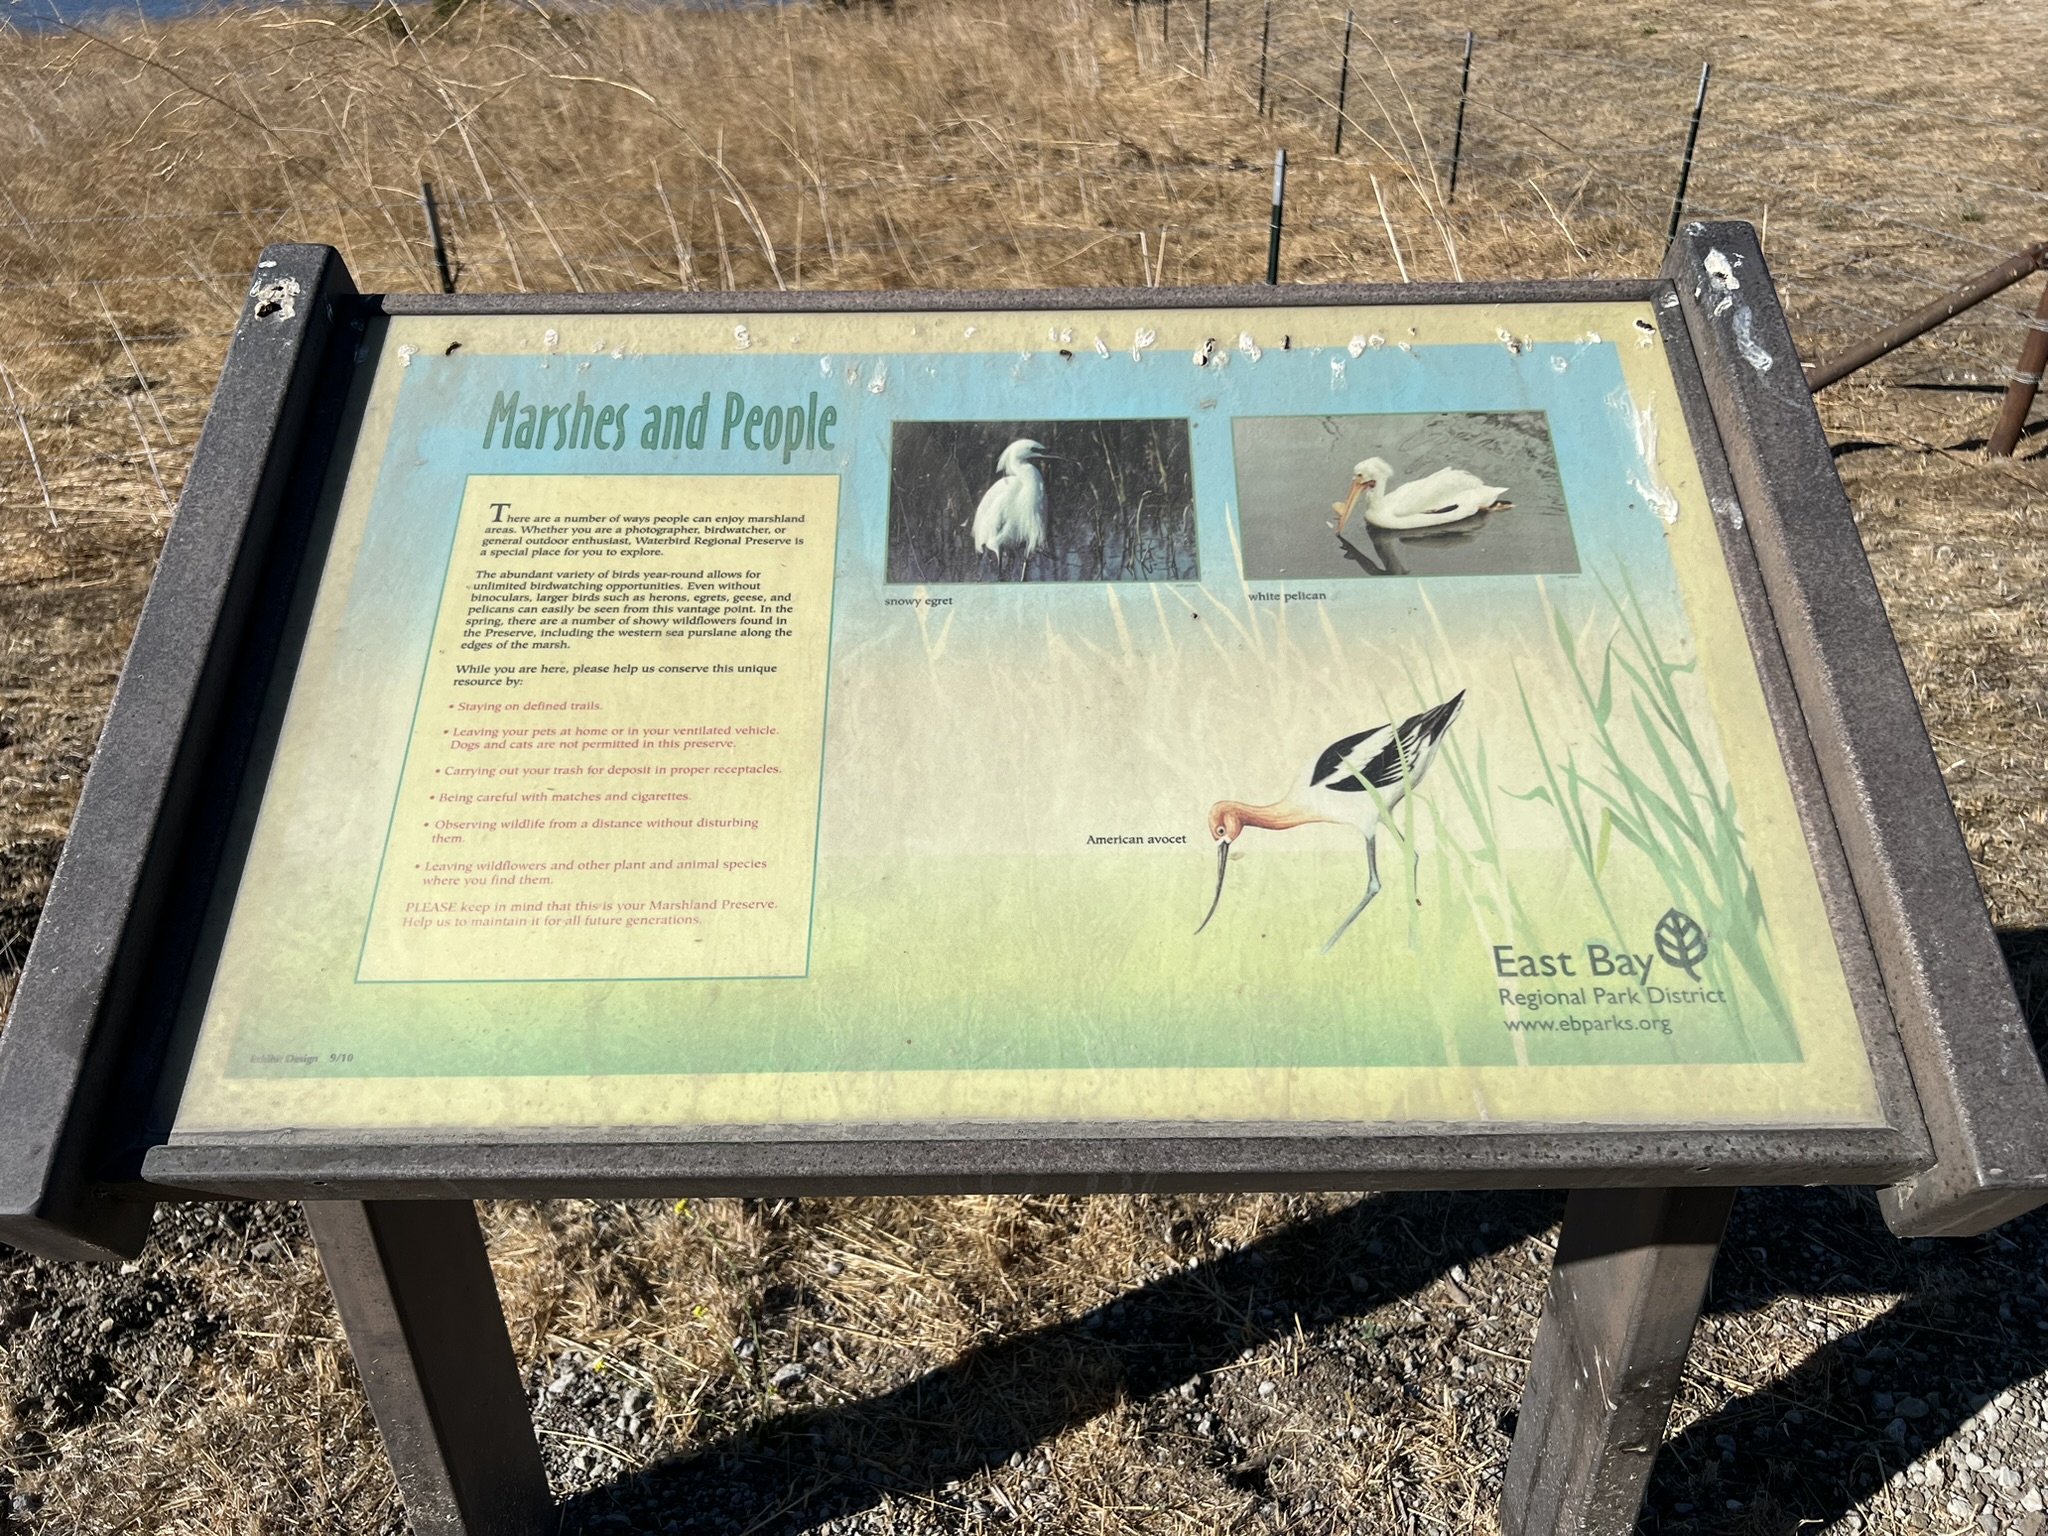 Marshes and People
There are a number of ways people can enjoy marshland
areas. Whether you are a photographer, birdwatcher, or
general outdoor enthusiast, Waterbird Regional Preserve is
a special place for you to explore.
The abundant variety of birds year-round allows for
unlimited birdwatching opportunities. Even without
binoculars, larger birds such as herons, egrets, geese, and
pelicans can easily be seen from this vantage point. In the
spring, there are a number of showy wildflowers found in
the Preserve, including the western sea purslane along the
edges of the marsh.
While you are here, please help us conserve this unique
resource by:
• Staying on defined trails.
• Leaving your pets at home or in your ventilated vehicle.
Dogs and cats are not permitted in this preserve.
• Carrying out your trash for deposit in proper receptacles.
• Being careful with matches and cigarettes.
• Observing wildlife from a distance without disturbing
them.
• Leaving wildflowers and other plant and animal species
where you find them.
PLEASE keep in mind that this is your Marshland Preserve.
Help us to maintain it for all future generations.
snowy egret
white pelican
American avocet
East Bay
Regional Park District
www.ebparks.org
Exhibit Design 9/10